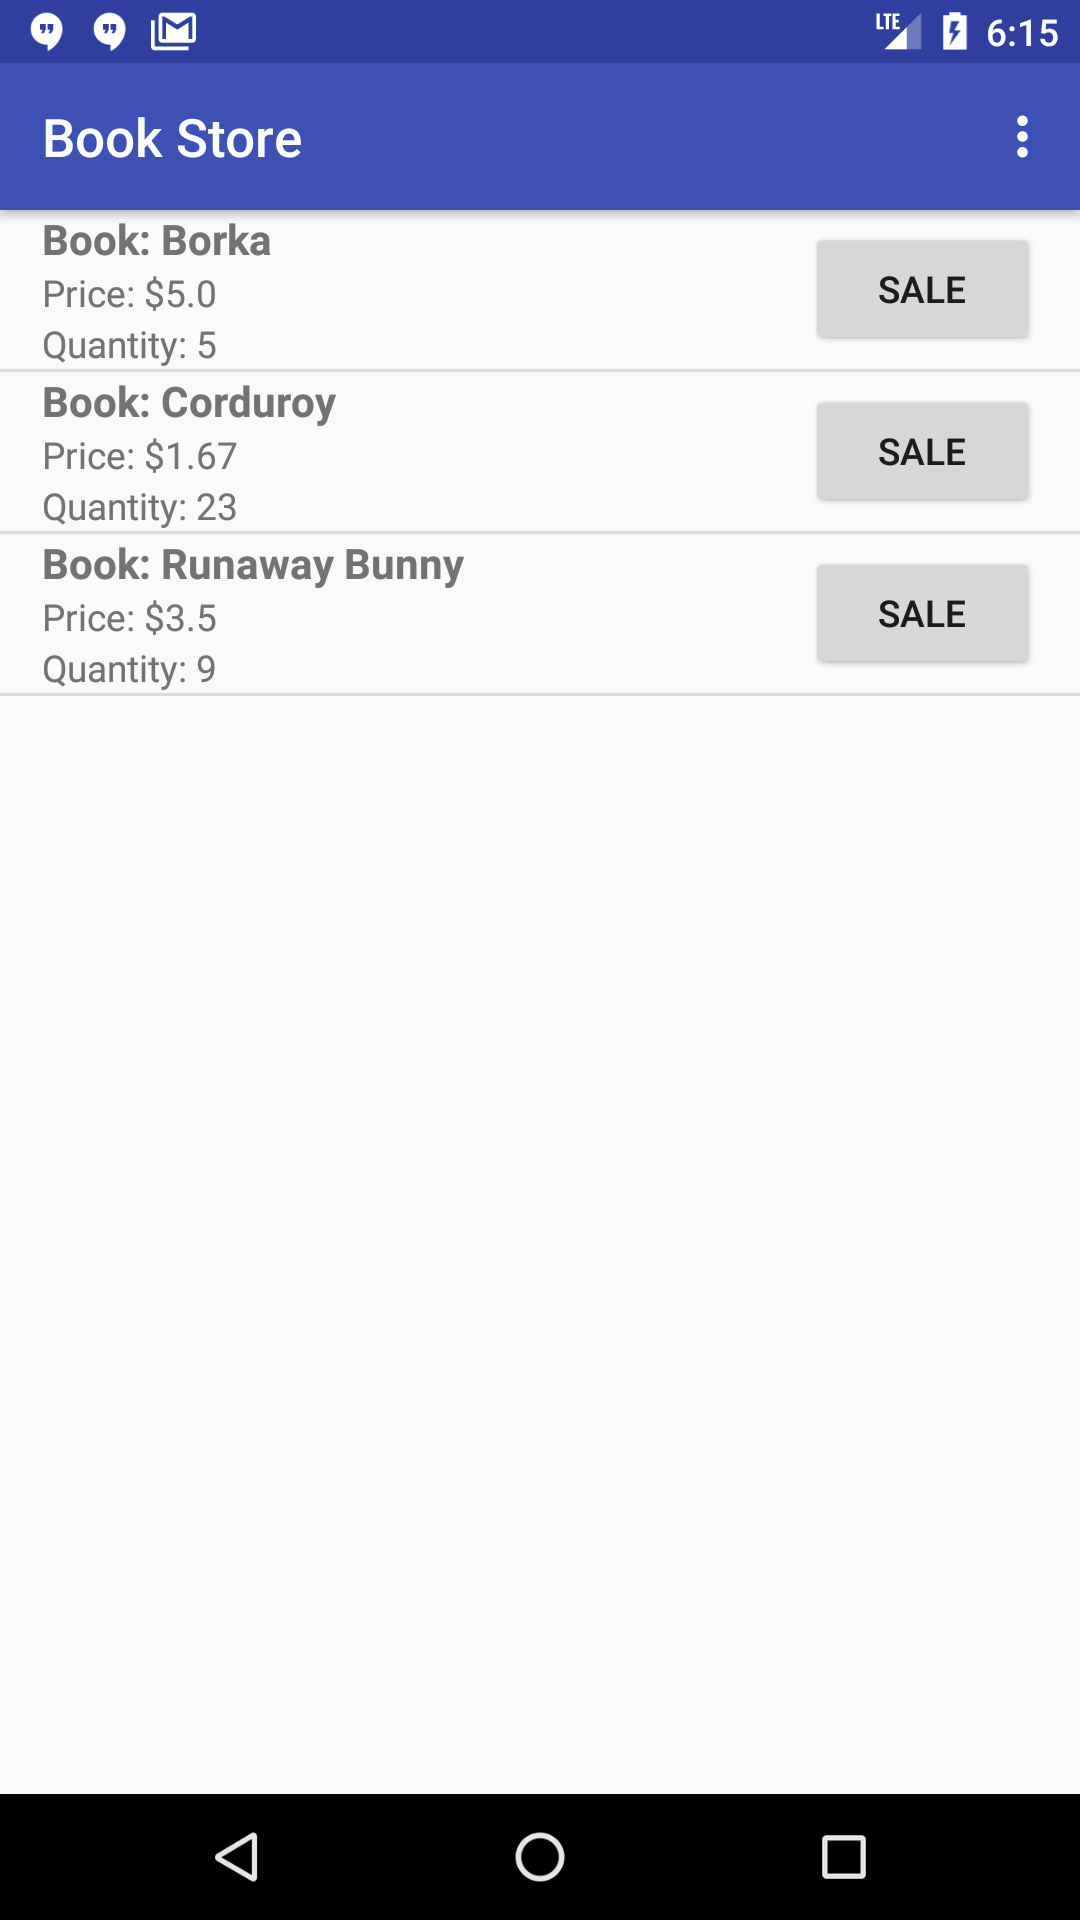 LTE 6:15
Book Store
Book: Borka
Price: $5.0
Quantity: 5
SALE
Book: Corduroy
Price: $1.67
Quantity: 23
SALE
Book: Runaway Bunny
Price: $3.5
Quantity: 9
SALE